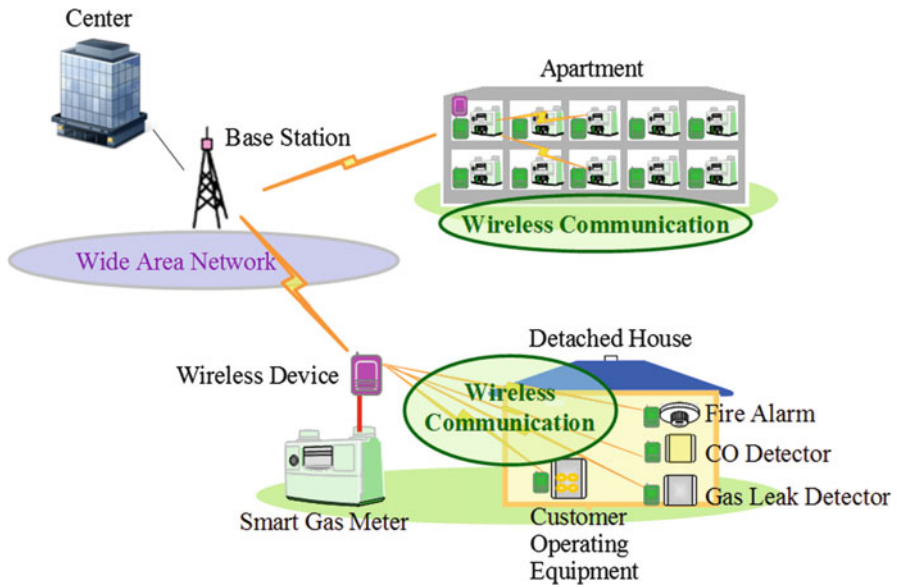 Center
Apartment
Base Station
Wireless Communication
Wide Area Network
Detached House
Wireless Device
Wireless
Communication
Fire Alarm
CO Detector
Gas Leak Detector
Smart Gas Meter
Customer
Operating
Equipment